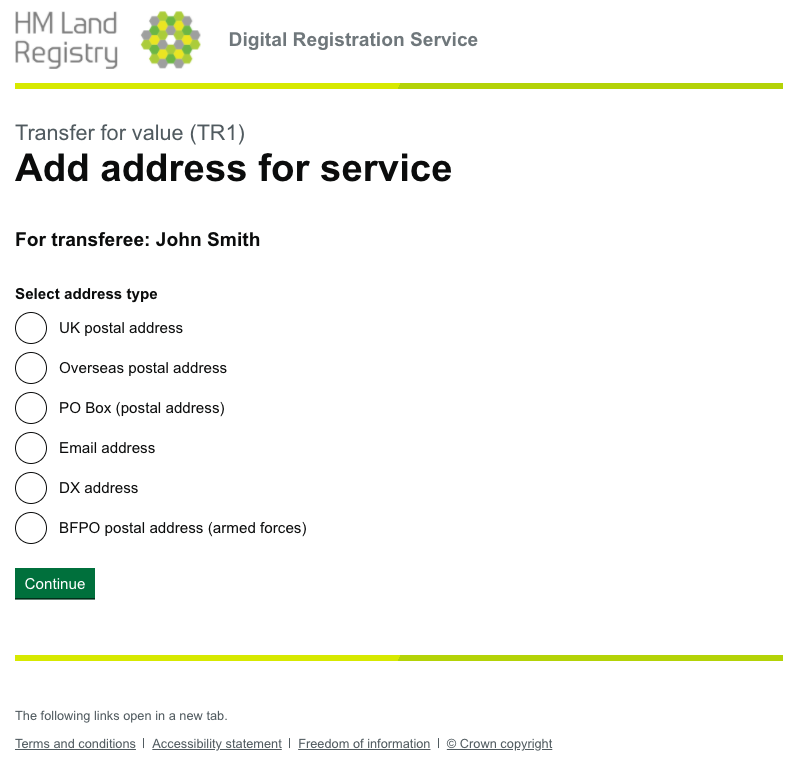 HM Land
Registry
Digital Registration Service
Transfer for value (TR1)
Add address for service
For transferee: John Smith
Select address type
UK postal address
Overseas postal address
PO Box (postal address)
Email address
DX address
BFPO postal address (armed forces)
Continue
The following links open in a new tab.
Terms and conditions | Accessibility statement | Freedom of information | © Crown copyright